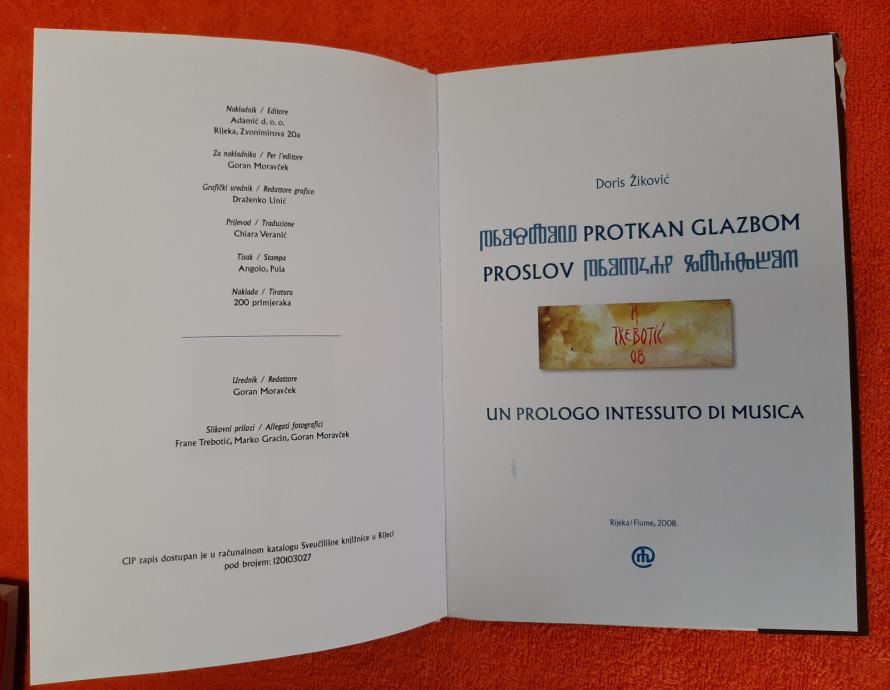 Nakladnik / Editore
Adamić d. o. o.
Rijeka, Zvonimirova 20a
Za nakladnika / Per l'editore
Goran Moravček
Grafički urednik / Redattore grafico
Draženko Linić
Prijevod / Traduzione
Chiara Veranić
Tisak / Stampa
Angolo, Pula
Naklada / Tiratura
200 primjeraka
Urednik / Redattore
Goran Moravček
Slikovni prilozi / Allegati fotografici
Frane Trebotić, Marko Gracin, Goran Moravček
CIP zapis dostupan je u računalnom katalogu Sveučilišne knjižnice u Rijeci
pod brojem: 120103027
Doris Žiković
PROTKAN GLAZBOM
PROSLOV
M
TREBOTIĆ
08
UN PROLOGO INTESSUTO DI MUSICA
Rijeka/Fiume, 2008.